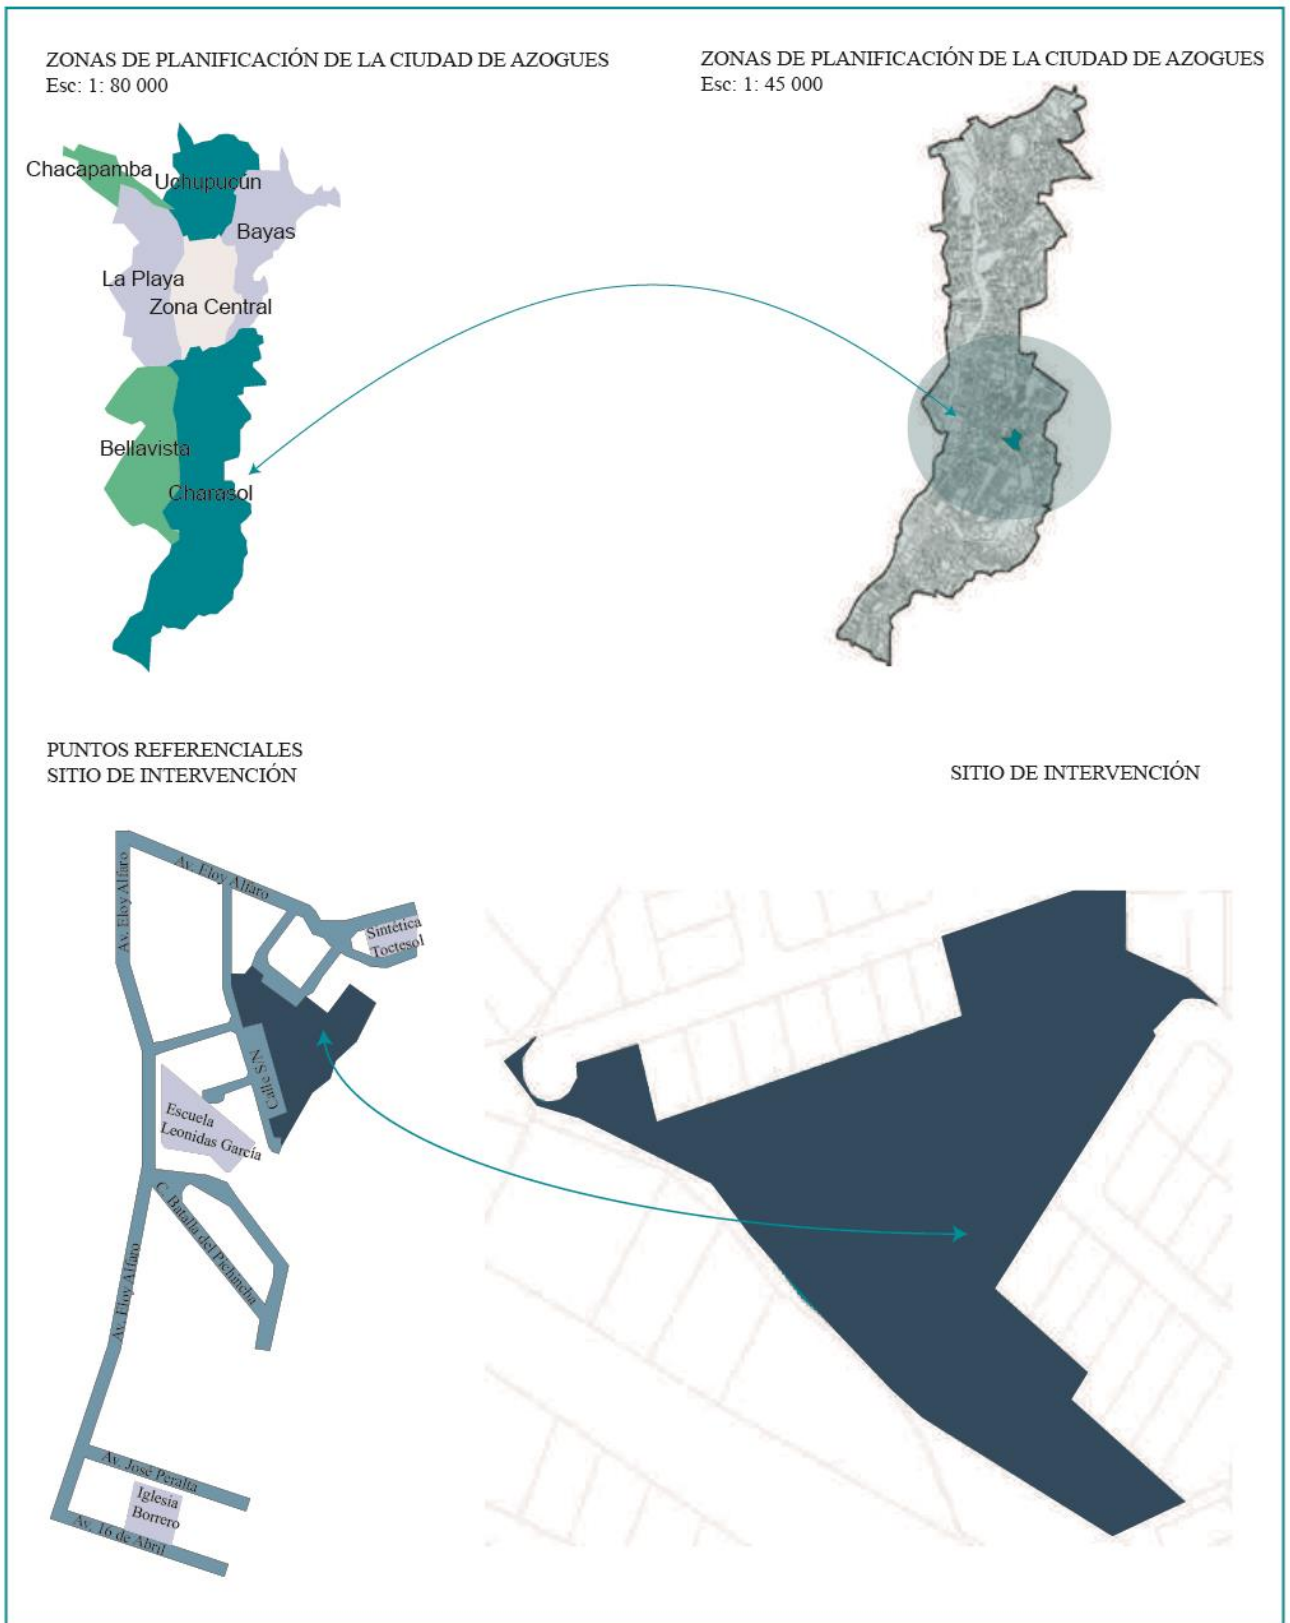 ZONAS DE PLANIFICACIÓN DE LA CIUDAD DE AZOGUES
Esc: 1: 80 000
ZONAS DE PLANIFICACIÓN DE LA CIUDAD DE AZOGUES
Esc: 1: 45 000
Chacapamba
Uchupucún
Bayas
La Playa
Zona Central
Bellavista
Charasol
PUNTOS REFERENCIALES
SITIO DE INTERVENCIÓN
SITIO DE INTERVENCIÓN
Av. Eloy Alfaro
Av. Eloy Alfaro
Sintética
Toctesol
Calle S/N
Escuela
Leonidas García
C. Batalla del Pichincha
Av. Eloy Alfaro
Av. José Peralta
Iglesia
Borrero
Av. 16 de Abril